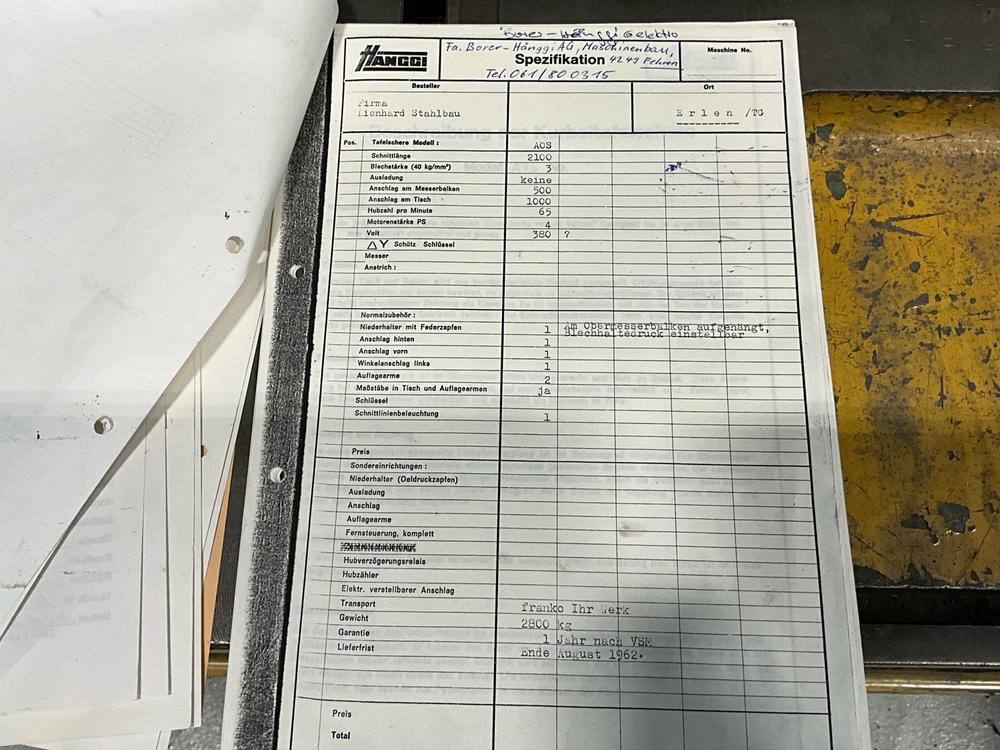 Borer-Hänggi Gelektro
Fa. Borer-Hänggi AG, Maschinenbau,
HÄNGGI
Spezifikation 4249 Fehren
Tel. 061/80 03 15
Maschine No.
Besteller
Ort
Firma
Lienhard Stahlbau
Erlen /TG
Pos. Tafelschere Modell : AOS
Schnittlänge 2100
Blechstärke (40 kg/mm²) 3
Ausladung keine
Anschlag am Messerbalken 500
Anschlag am Tisch 1000
Hubzahl pro Minute 65
Motorenstärke PS 4
Volt 380 ?
△Y Schütz Schlüssel
Messer
Anstrich :
Normalzubehör :
Niederhalter mit Federzapfen 1 Am Obermesserbalken aufgehängt,
Blechhaltedruck einstellbar
Anschlag hinten 1
Anschlag vorn 1
Winkelanschlag links 1
Auflagearme 2
Maßstäbe in Tisch und Auflagearmen ja
Schlüssel
Schnittlinienbeleuchtung 1
Preis
Sondereinrichtungen :
Niederhalter (Oeldruckzapfen)
Ausladung
Anschlag
Auflagearme
Fernsteuerung, komplett
Hubverzögerungsrelais
Hubzähler
Elektr. verstellbarer Anschlag
Transport franko Ihr Werk
Gewicht 2800 kg
Garantie 1 Jahr nach VSM
Lieferfrist Ende August 1962.
Preis
Total